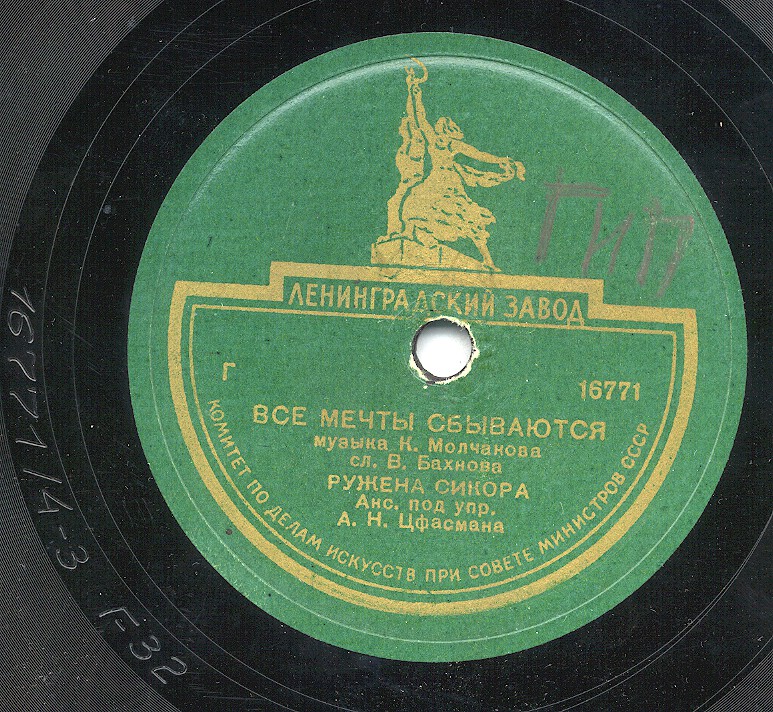 ГИП
ЛЕНИНГРАДСКИЙ ЗАВОД
Г
16771
ВСЕ МЕЧТЫ СБЫВАЮТСЯ
музыка К. Молчанова
сл. В. Бахнова
РУЖЕНА СИКОРА
Анс. под упр.
А. Н. Цфасмана
КОМИТЕТ ПО ДЕЛАМ ИСКУССТВ ПРИ СОВЕТЕ МИНИСТРОВ СССР
16771/4-3 Г-32